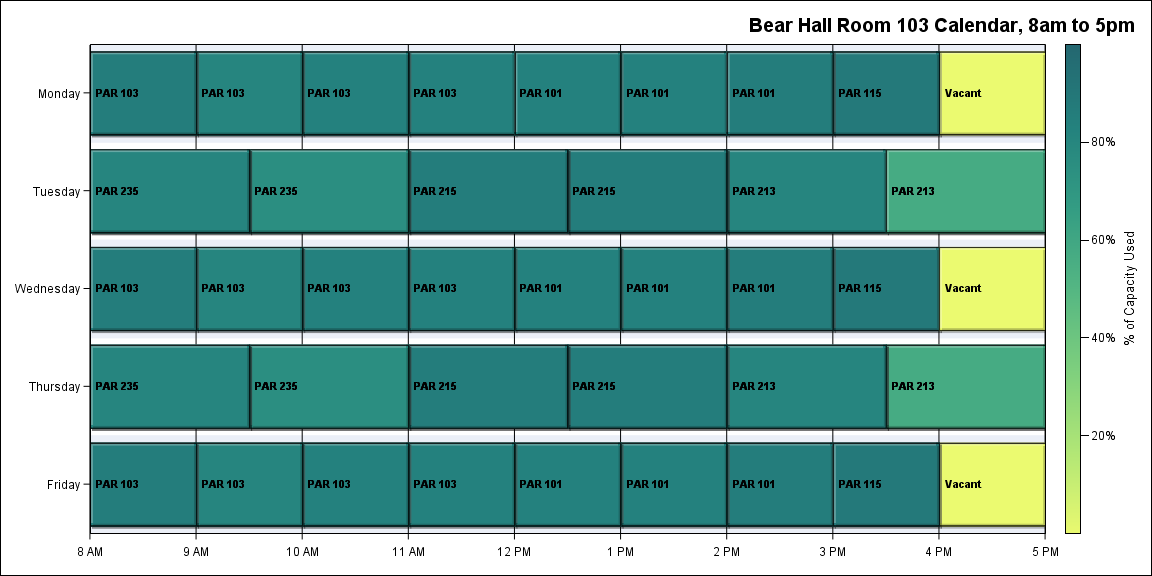 Bear Hall Room 103 Calendar, 8am to 5pm
Monday
PAR 103 PAR 103 PAR 103 PAR 103 PAR 101 PAR 101 PAR 101 PAR 115 Vacant
Tuesday
PAR 235 PAR 235 PAR 215 PAR 215 PAR 213 PAR 213
Wednesday
PAR 103 PAR 103 PAR 103 PAR 103 PAR 101 PAR 101 PAR 101 PAR 115 Vacant
Thursday
PAR 235 PAR 235 PAR 215 PAR 215 PAR 213 PAR 213
Friday
PAR 103 PAR 103 PAR 103 PAR 103 PAR 101 PAR 101 PAR 101 PAR 115 Vacant
8 AM 9 AM 10 AM 11 AM 12 PM 1 PM 2 PM 3 PM 4 PM 5 PM
80%
60%
40%
20%
% of Capacity Used